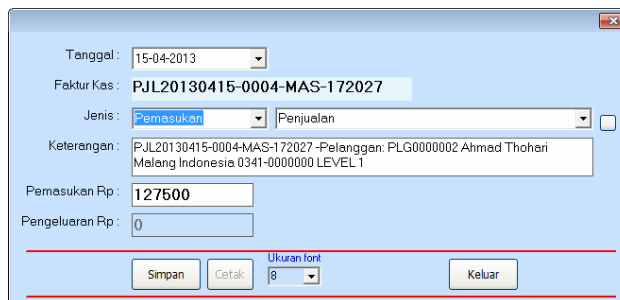 Tanggal : 15-04-2013
Faktur Kas : PJL20130415-0004-MAS-172027
Jenis : Pemasukan Penjualan
Keterangan : PJL20130415-0004-MAS-172027 -Pelanggan: PLG0000002 Ahmad Thohari
Malang Indonesia 0341-0000000 LEVEL 1
Pemasukan Rp : 127500
Pengeluaran Rp : 0
Ukuran font
Simpan Cetak 8 Keluar